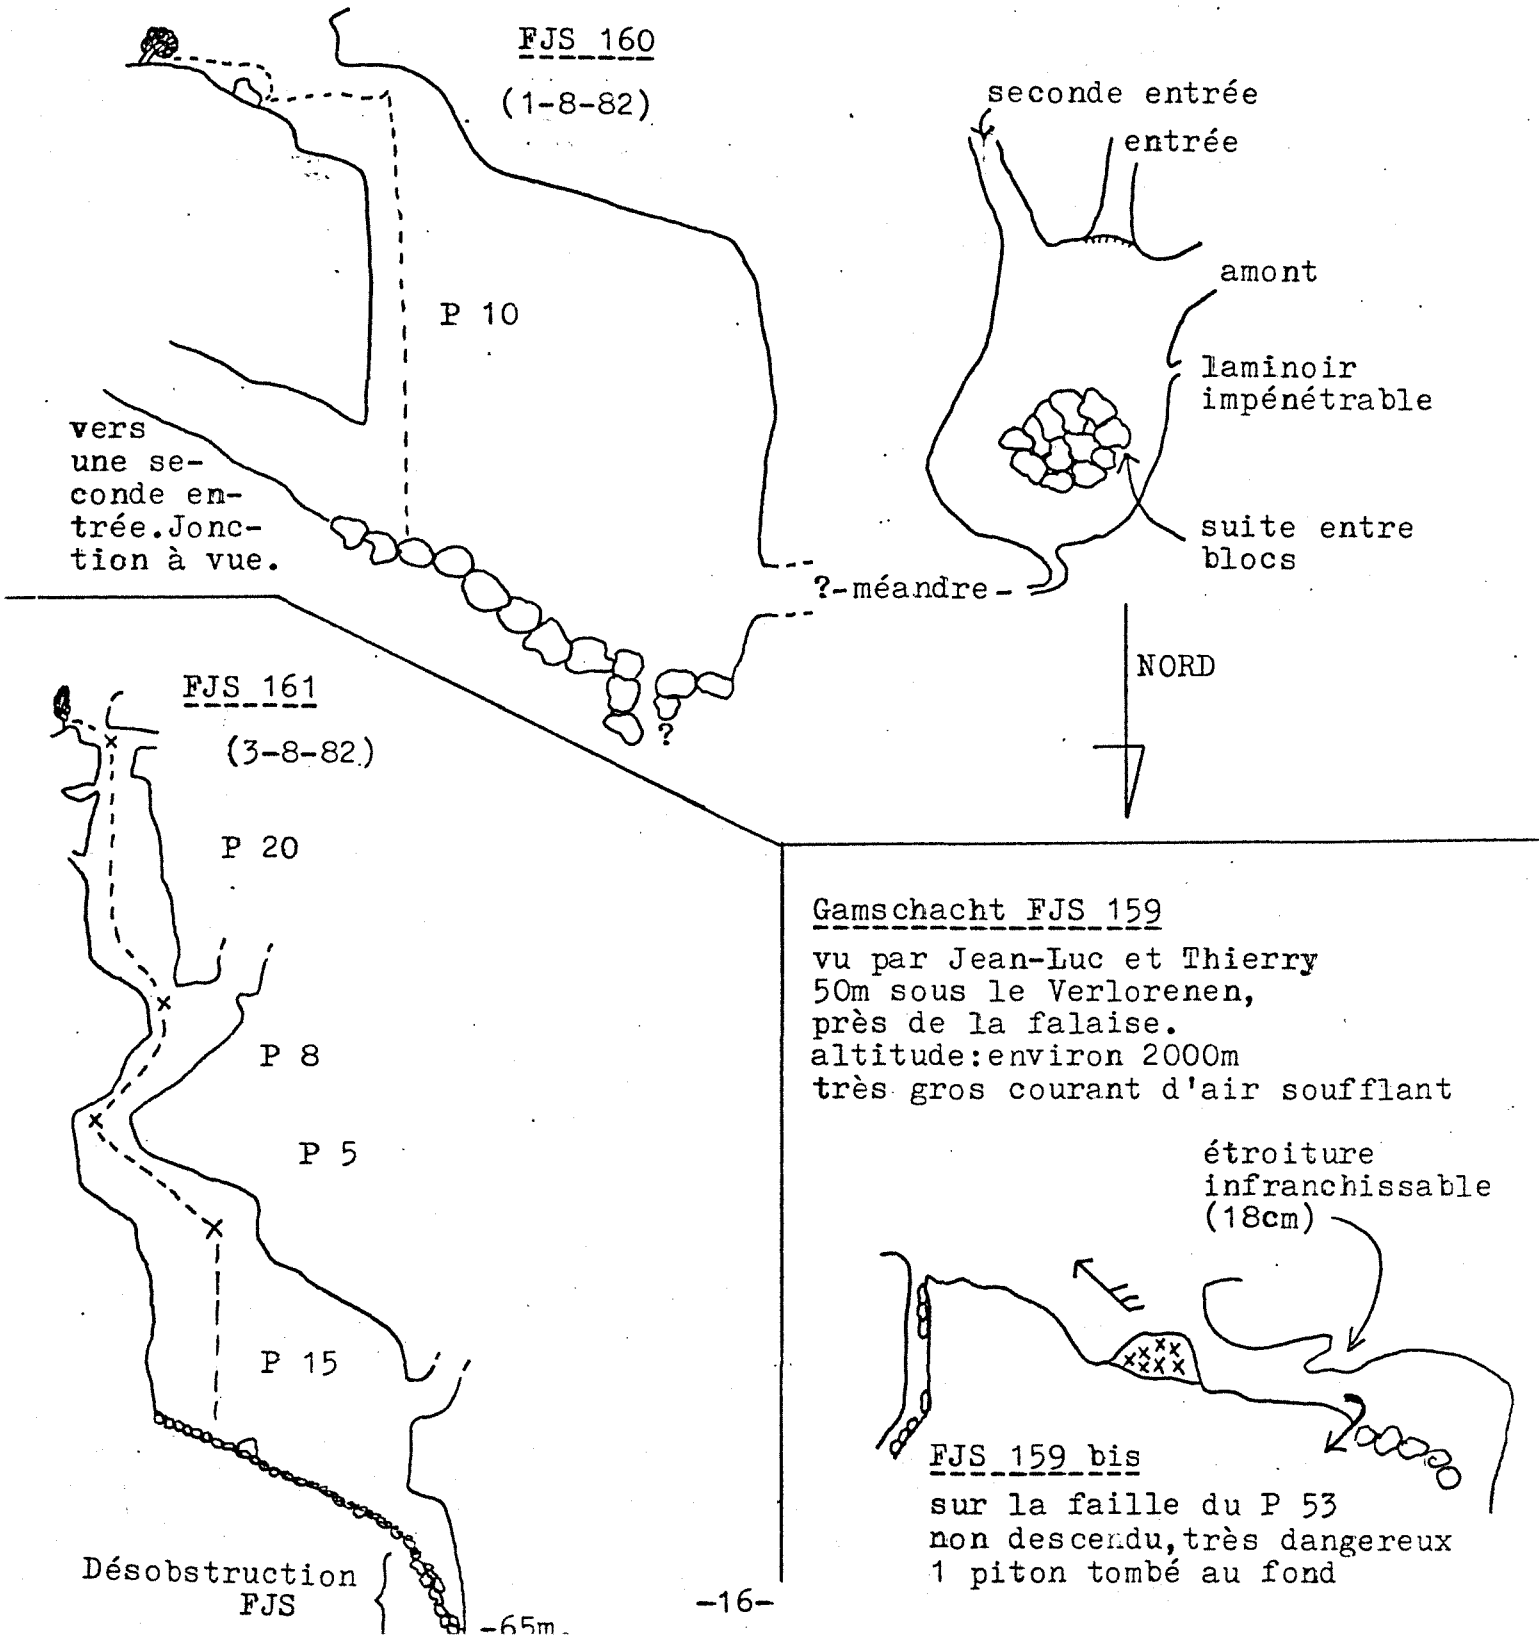 FJS 160
(1-8-82)
P 10
vers
une se-
conde en-
trée.Jonc-
tion à vue.
?
seconde entrée
entrée
amont
laminoir
impénétrable
suite entre
blocs
?-méandre-
NORD
FJS 161
(3-8-82)
P 20
P 8
P 5
P 15
Désobstruction
FJS
-65m.
Gamschacht FJS 159
vu par Jean-Luc et Thierry
50m sous le Verlorenen,
près de la falaise.
altitude:environ 2000m
très gros courant d'air soufflant
étroiture
infranchissable
(18cm)
FJS 159 bis
sur la faille du P 53
non descendu,très dangereux
1 piton tombé au fond
-16-